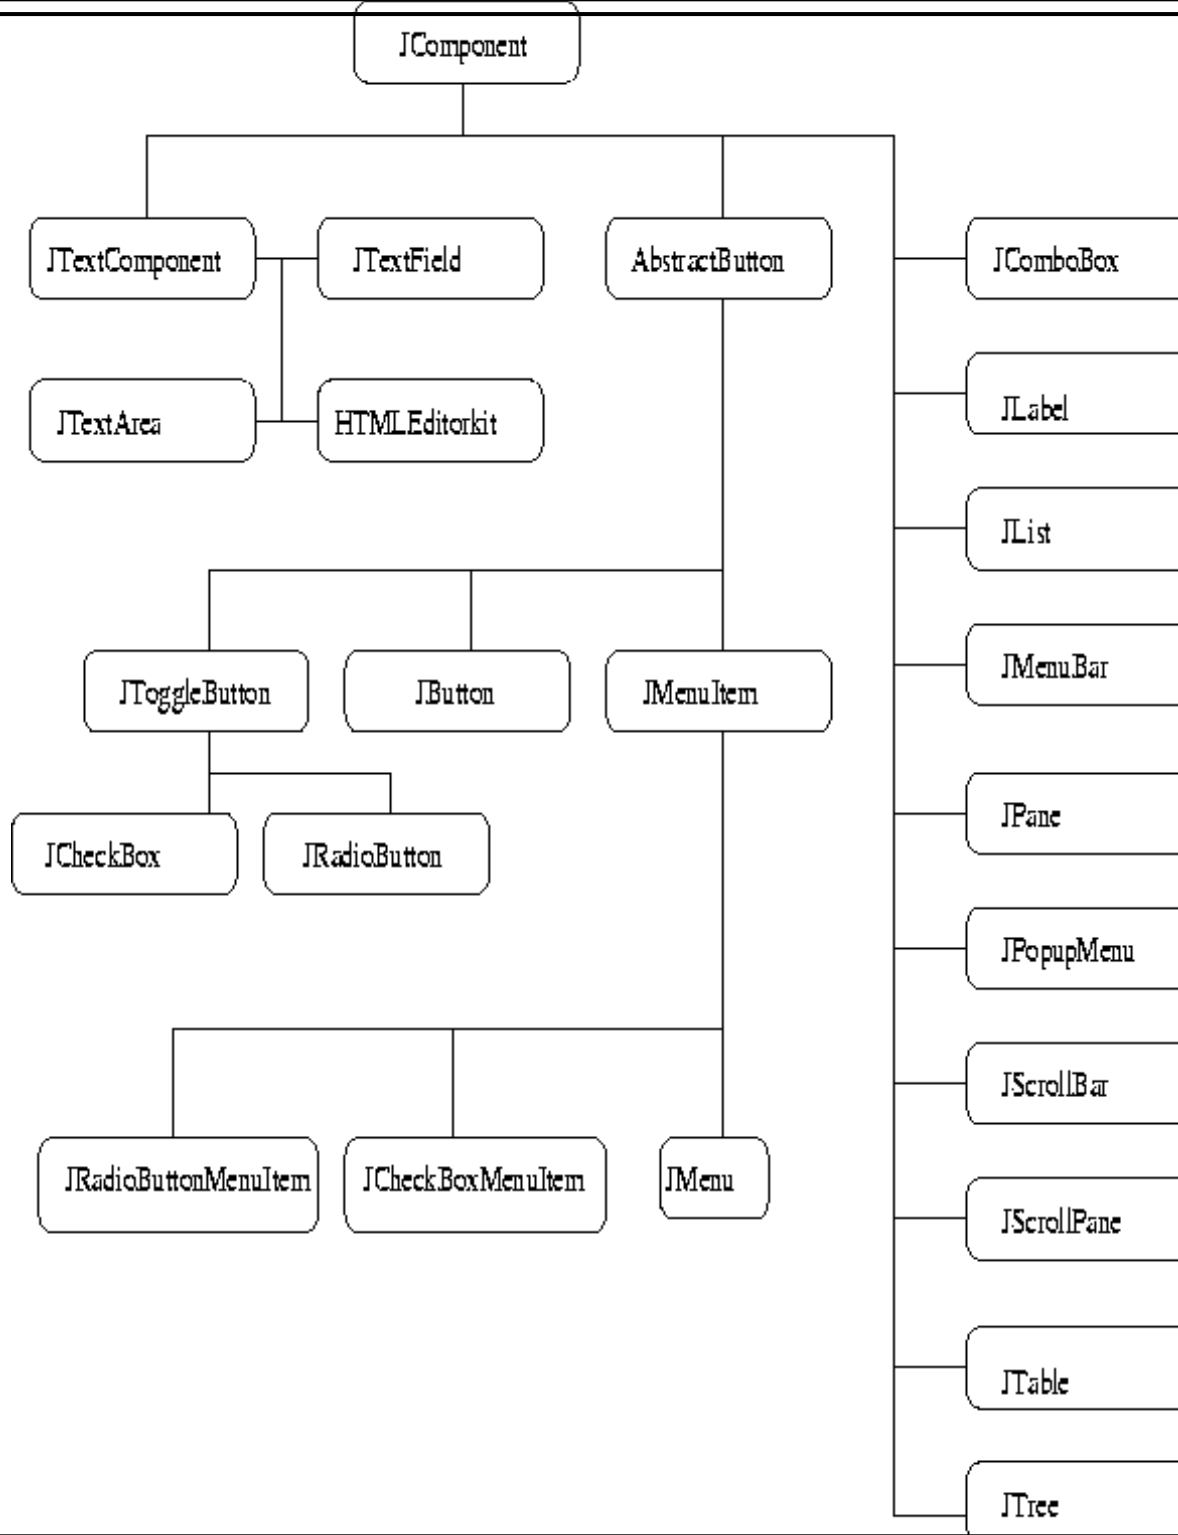 JComponent
JTextComponent
JTextField
AbstractButton
JComboBox
JTextArea
HTMLEditorkit
JLabel
JList
JToggleButton
JButton
JMenuItem
JMenuBar
JCheckBox
JRadioButton
JPane
JPopupMenu
JScrollBar
JRadioButtonMenuItem
JCheckBoxMenuItem
JMenu
JScrollPane
JTable
JTree